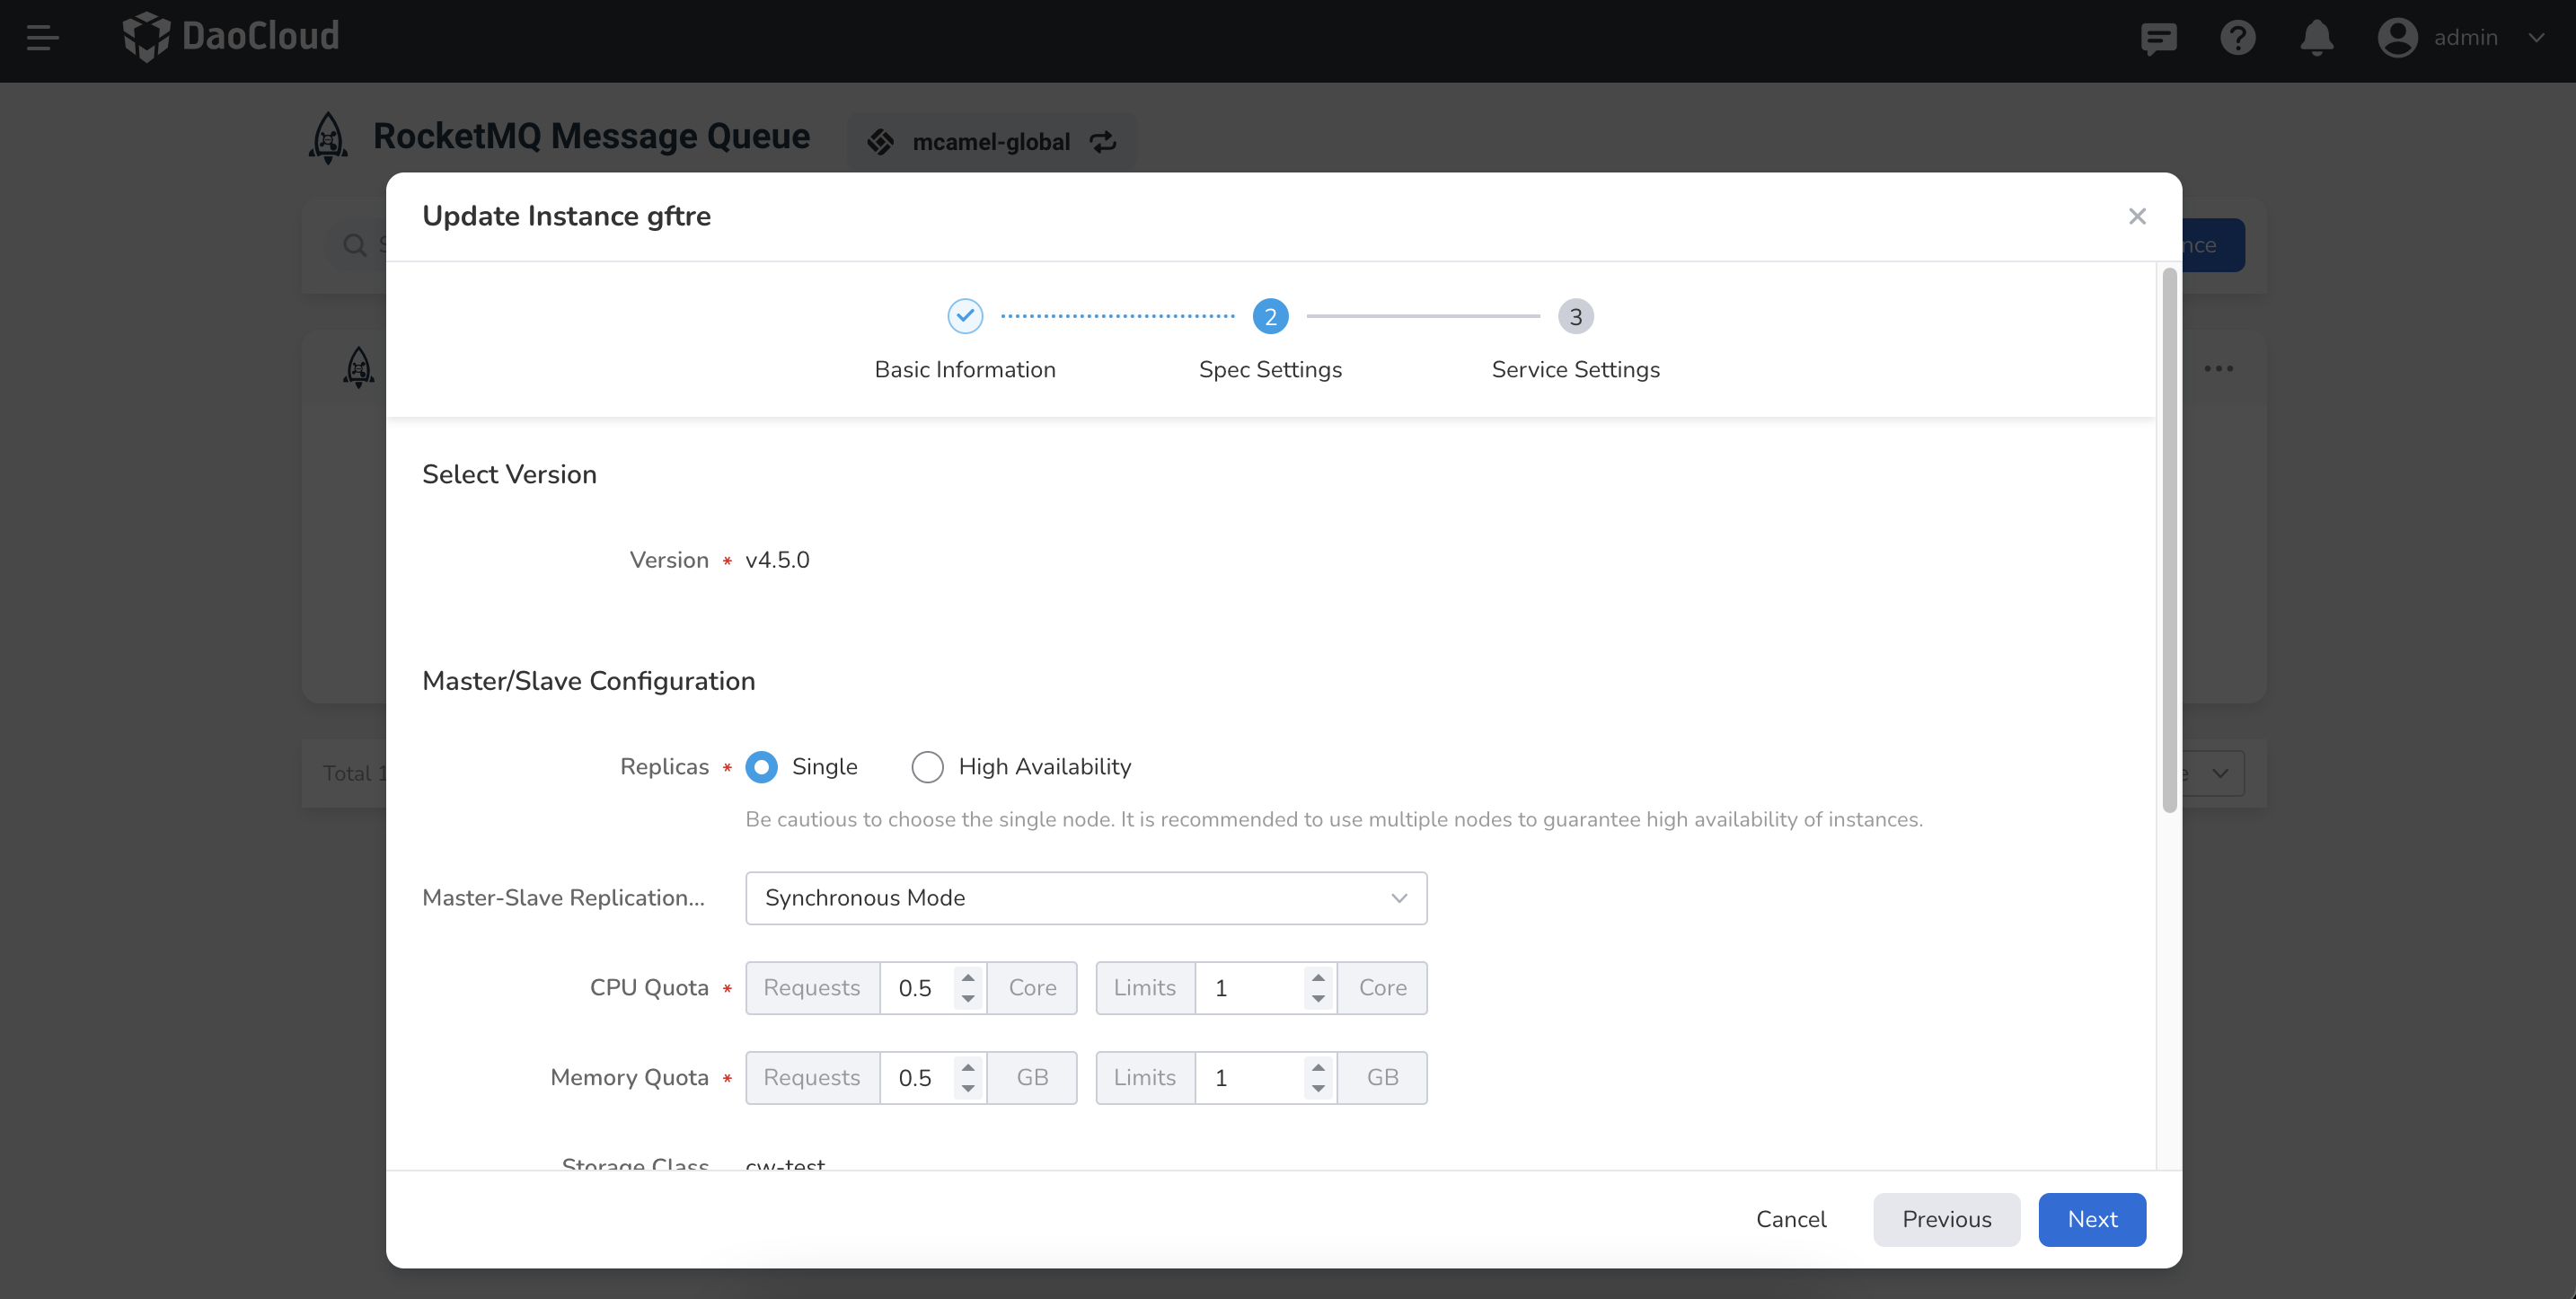 DaoCloud
admin
RocketMQ Message Queue
mcamel-global
Update Instance gftre
2
3
Basic Information
Spec Settings
Service Settings
Select Version
Version * v4.5.0
Master/Slave Configuration
Replicas * Single High Availability
Be cautious to choose the single node. It is recommended to use multiple nodes to guarantee high availability of instances.
Master-Slave Replication... Synchronous Mode
CPU Quota * Requests 0.5 Core Limits 1 Core
Memory Quota * Requests 0.5 GB Limits 1 GB
Storage Class cw-test
Total 1
Cancel
Previous
Next